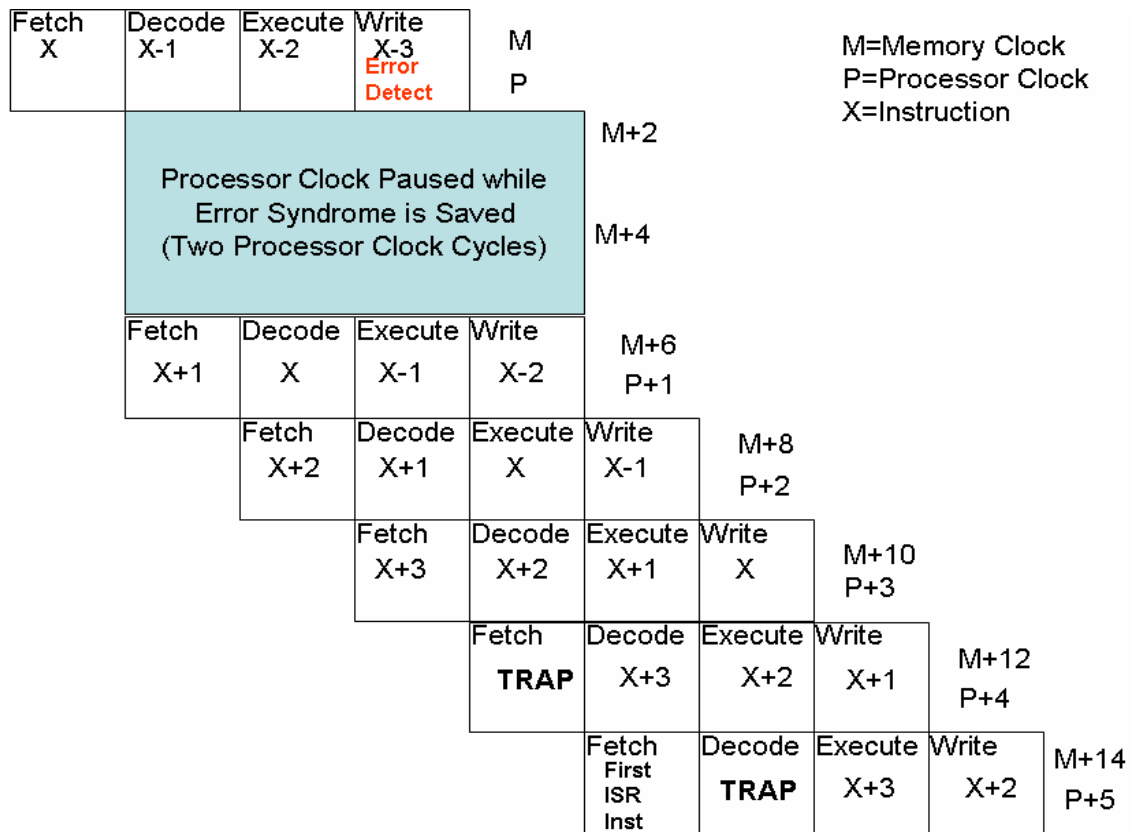 Fetch Decode Execute Write
X X-1 X-2 X-3
Error
Detect
M
P
M=Memory Clock
P=Processor Clock
X=Instruction
Processor Clock Paused while
Error Syndrome is Saved
(Two Processor Clock Cycles)
M+2
M+4
Fetch Decode Execute Write
X+1 X X-1 X-2
M+6
P+1
Fetch Decode Execute Write
X+2 X+1 X X-1
M+8
P+2
Fetch Decode Execute Write
X+3 X+2 X+1 X
M+10
P+3
Fetch Decode Execute Write
TRAP X+3 X+2 X+1
M+12
P+4
Fetch Decode Execute Write
First
ISR
Inst
TRAP X+3 X+2
M+14
P+5